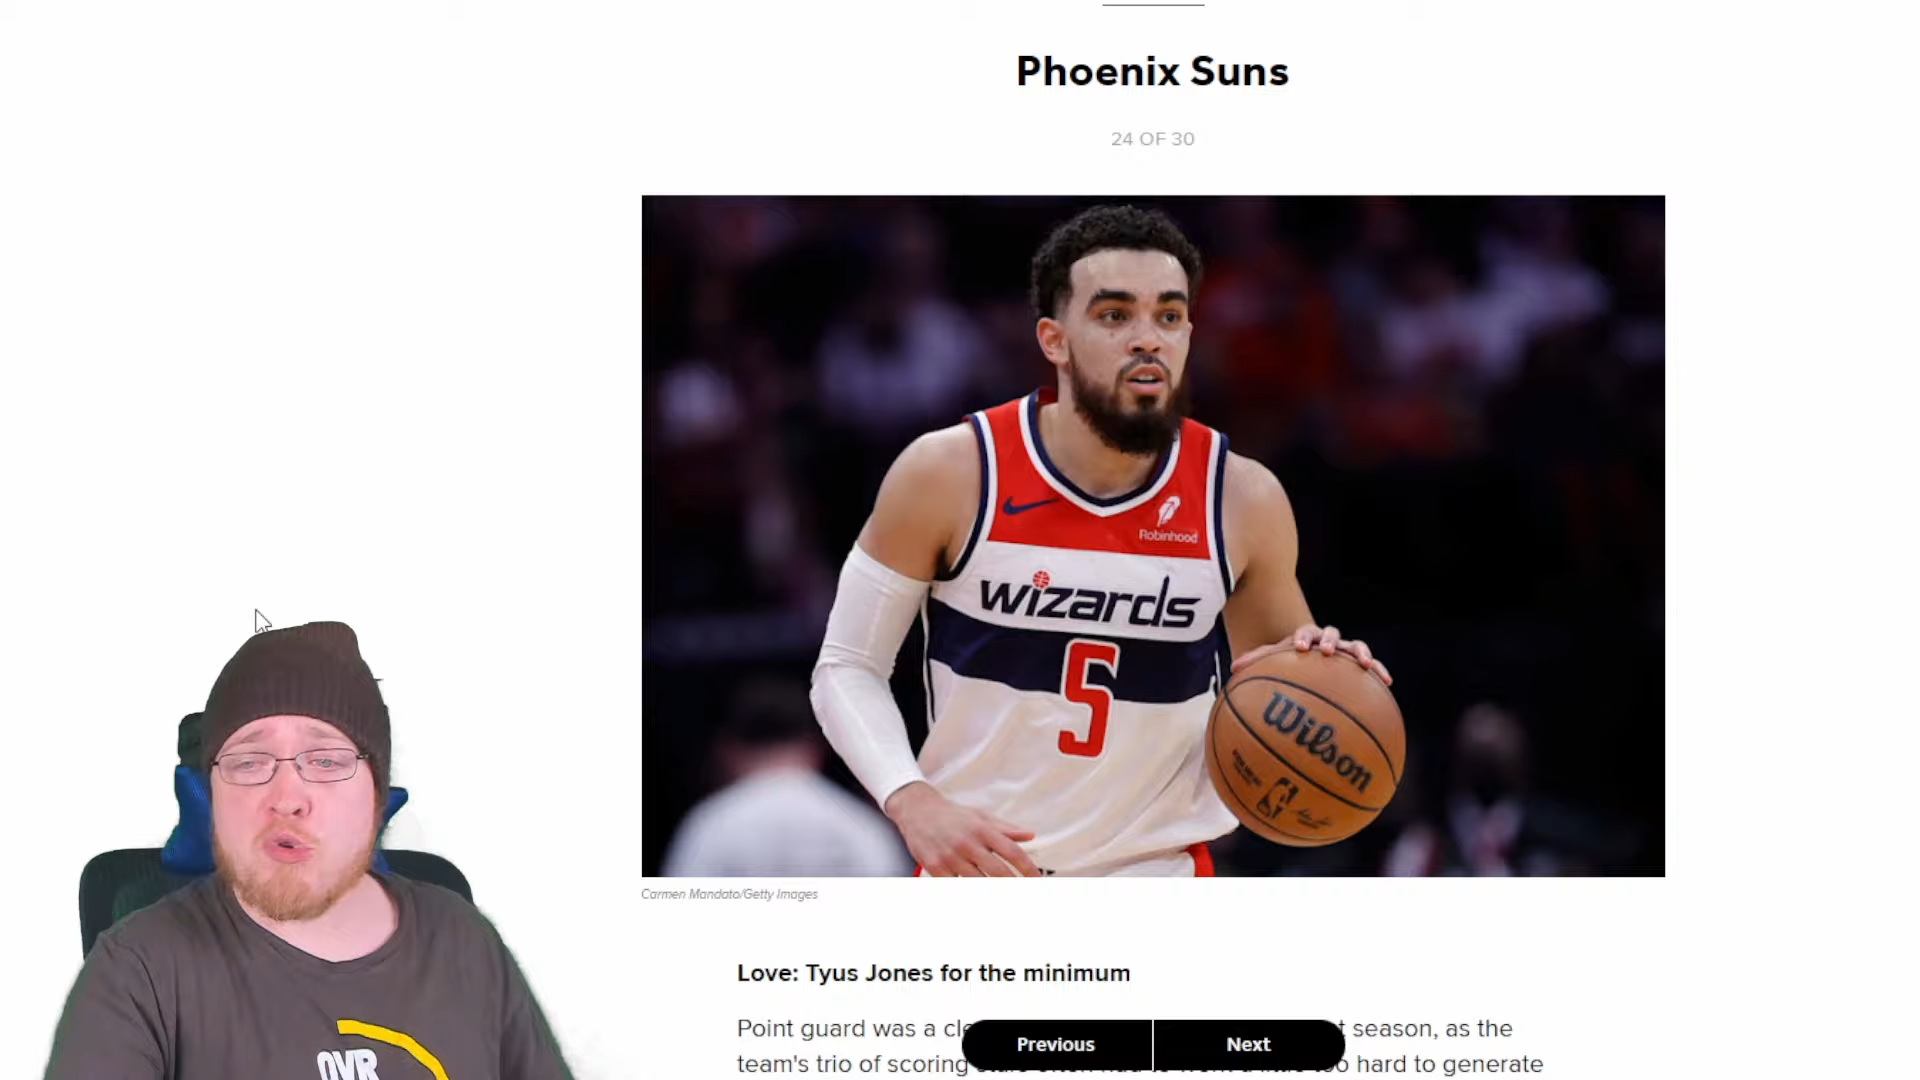 Phoenix Suns
24 OF 30
Robinhood
wizards
5
Wilson
Carmen Mandato/Getty Images
Love: Tyus Jones for the minimum
Point guard was a t season, as the
team's trio of scoring hard to generate
Previous
Next
OVR